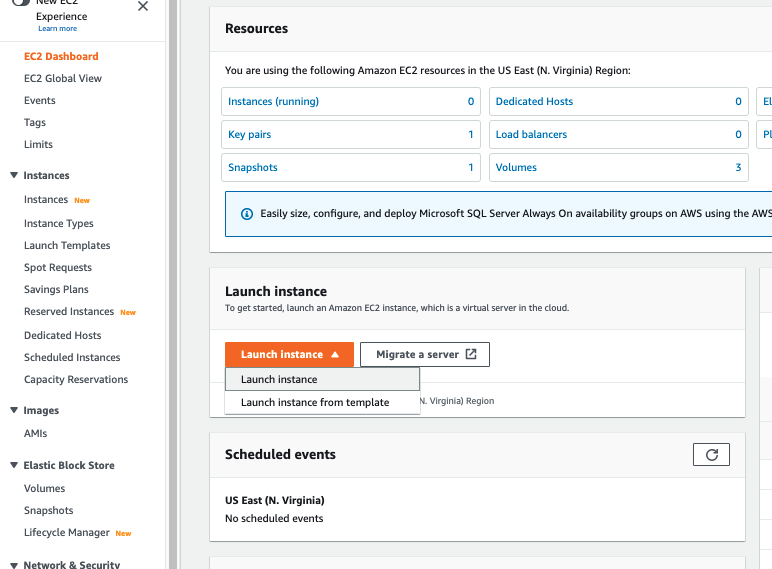 New EC2
Experience
Learn more
EC2 Dashboard
EC2 Global View
Events
Tags
Limits
Instances
Instances New
Instance Types
Launch Templates
Spot Requests
Savings Plans
Reserved Instances New
Dedicated Hosts
Scheduled Instances
Capacity Reservations
Images
AMIs
Elastic Block Store
Volumes
Snapshots
Lifecycle Manager New
Network & Security
Resources
You are using the following Amazon EC2 resources in the US East (N. Virginia) Region:
Instances (running) 0
Dedicated Hosts 0
El
Key pairs 1
Load balancers 0
Pl
Snapshots 1
Volumes 3
Easily size, configure, and deploy Microsoft SQL Server Always On availability groups on AWS using the AWS
Launch instance
To get started, launch an Amazon EC2 instance, which is a virtual server in the cloud.
Launch instance
Migrate a server
Launch instance
Launch instance from template
N. Virginia) Region
Scheduled events
US East (N. Virginia)
No scheduled events